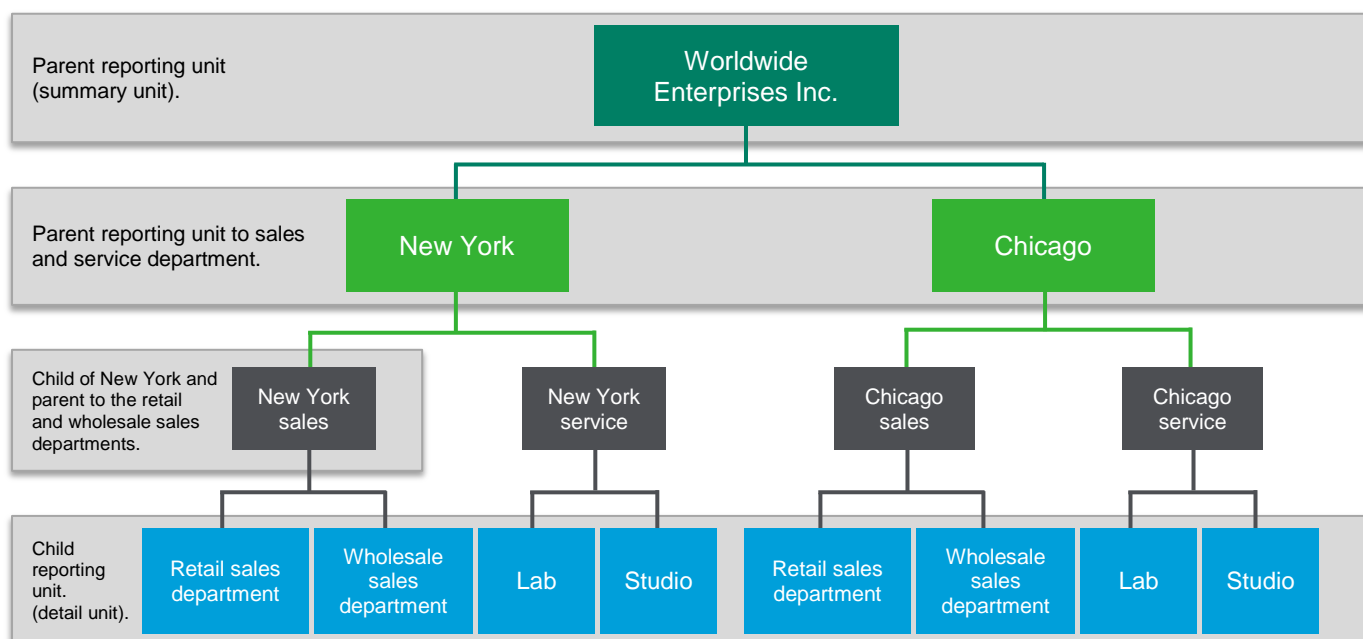 Parent reporting unit
(summary unit).
Worldwide
Enterprises Inc.
Parent reporting unit to sales
and service department.
New York
Chicago
Child of New York and
parent to the retail
and wholesale sales
departments.
New York
sales
New York
service
Chicago
sales
Chicago
service
Child
reporting
unit.
(detail unit).
Retail sales
department
Wholesale
sales
department
Lab
Studio
Retail sales
department
Wholesale
sales
department
Lab
Studio